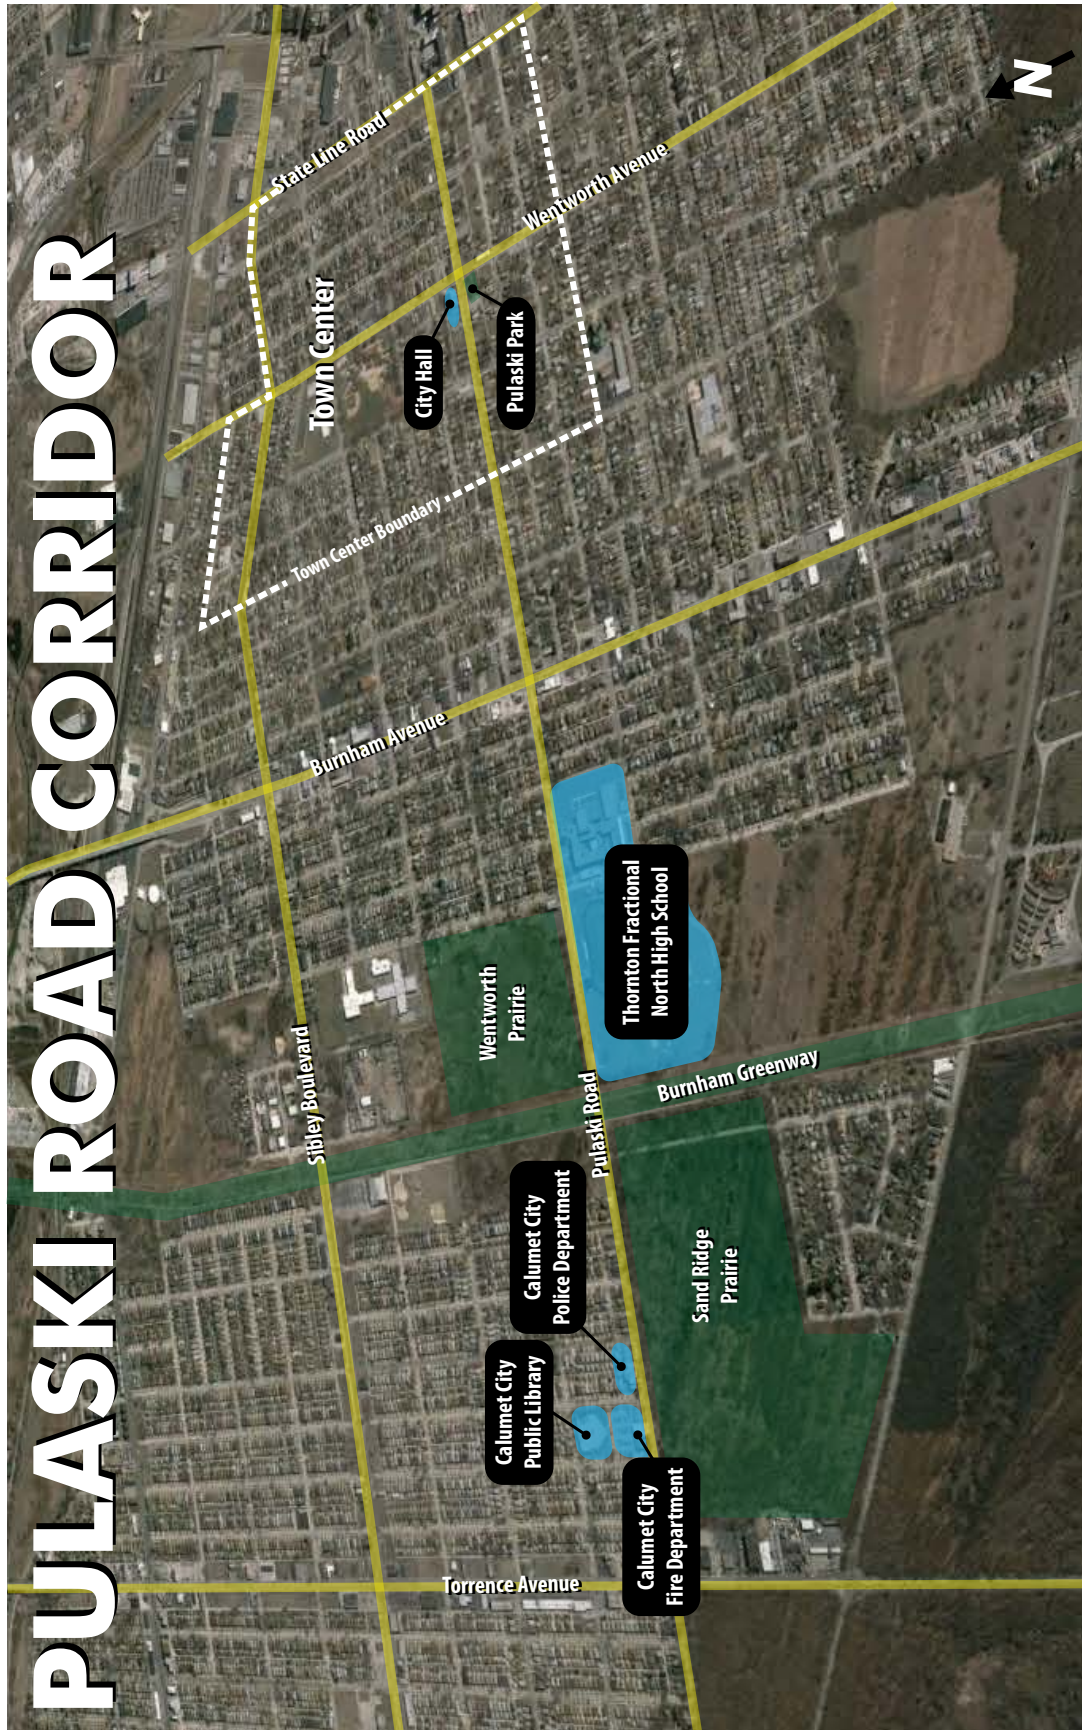 PULASKI ROAD CORRIDOR
State Line Road
Wentworth Avenue
N
Town Center
City Hall
Pulaski Park
Town Center Boundary
Burnham Avenue
Thornton Fractional
North High School
Wentworth
Prairie
Sibley Boulevard
Pulaski Road
Burnham Greenway
Calumet City
Police Department
Sand Ridge
Prairie
Calumet City
Public Library
Calumet City
Fire Department
Torrence Avenue